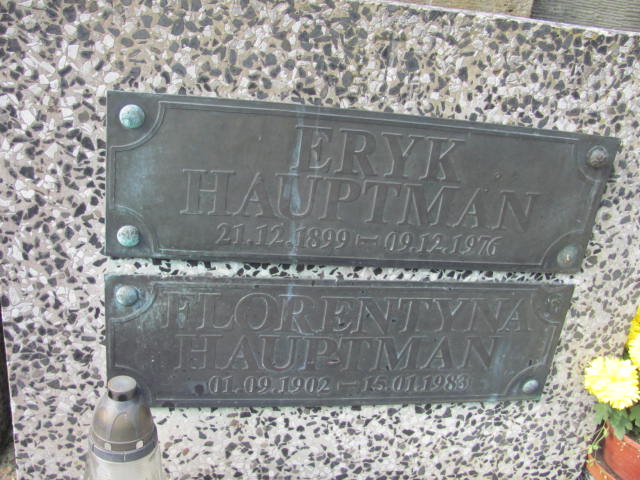 ERYK
HAUPTMAN
21.12.1899 – 09.12.1976
FLORENTYNA
HAUPTMAN
01.09.1902 – 15.01.1983